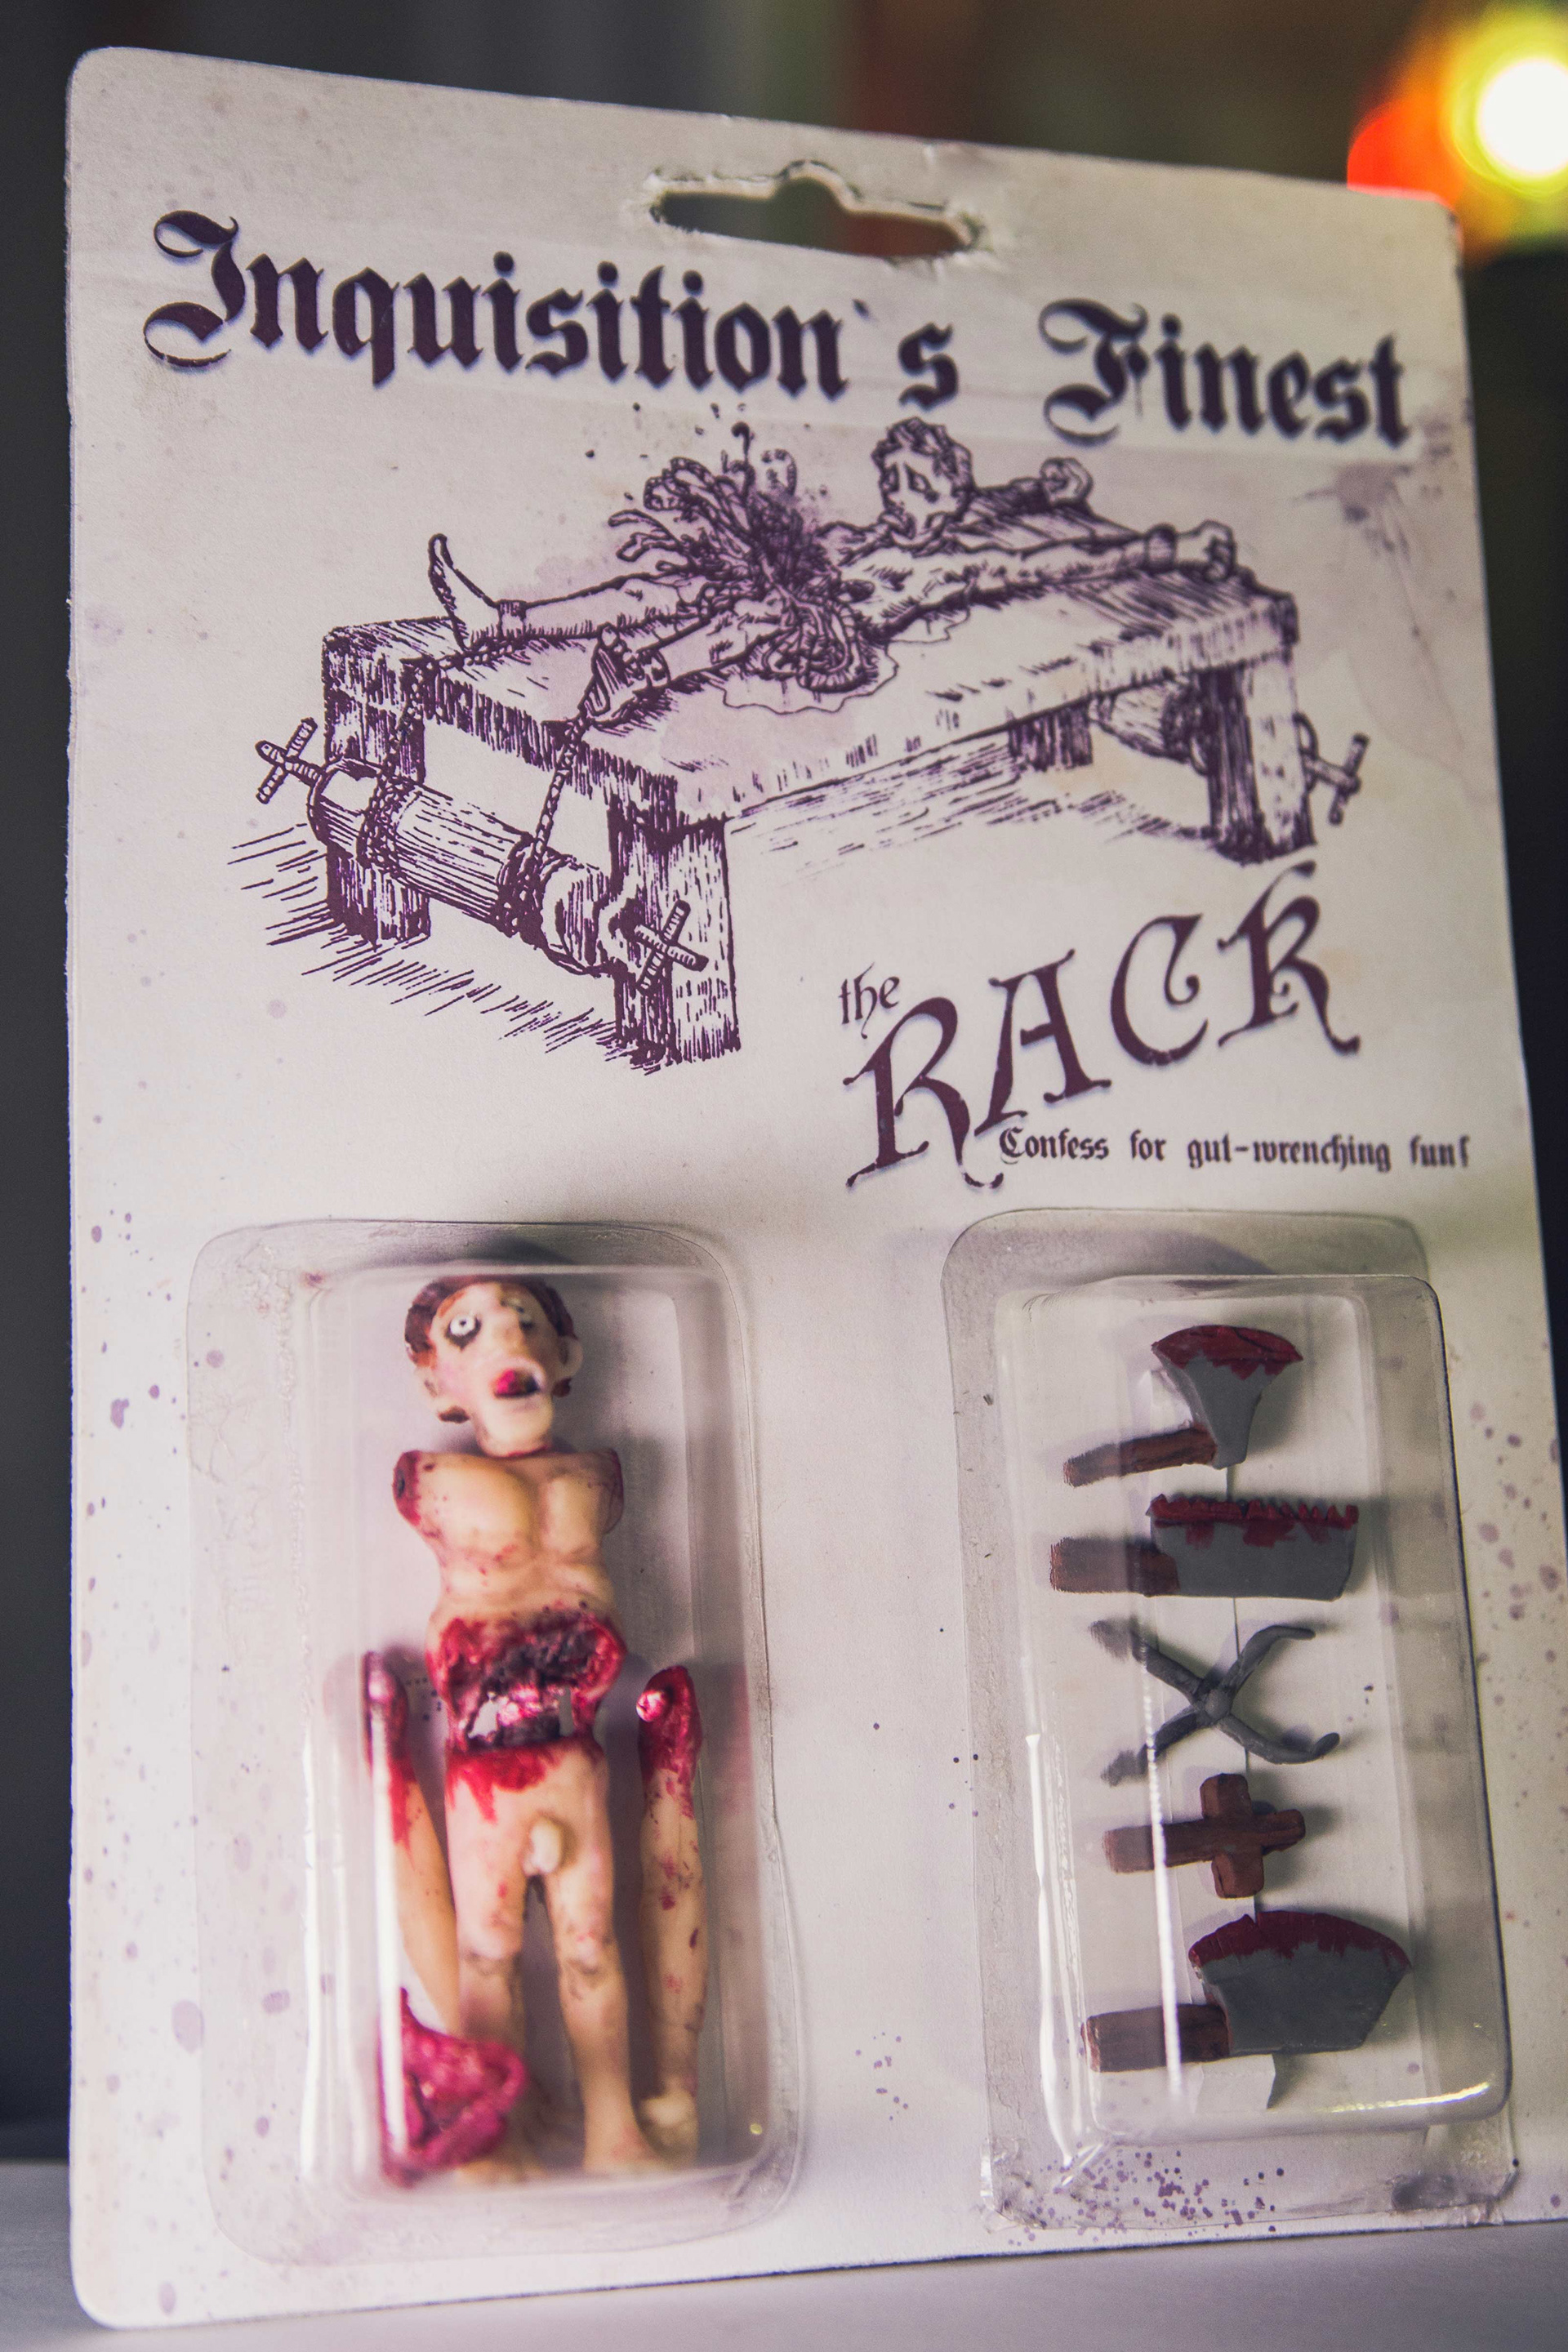 Inquisition`s Finest
the
RACK
Confess for gut-wrenching fun!